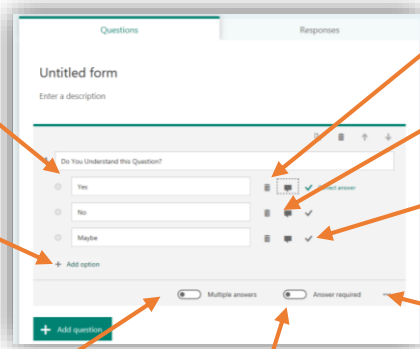 Questions Responses
Untitled form
Enter a description
Do You Understand this Question?
Yes Correct answer
No
Maybe
+ Add option
Multiple answers Answer required
+ Add question